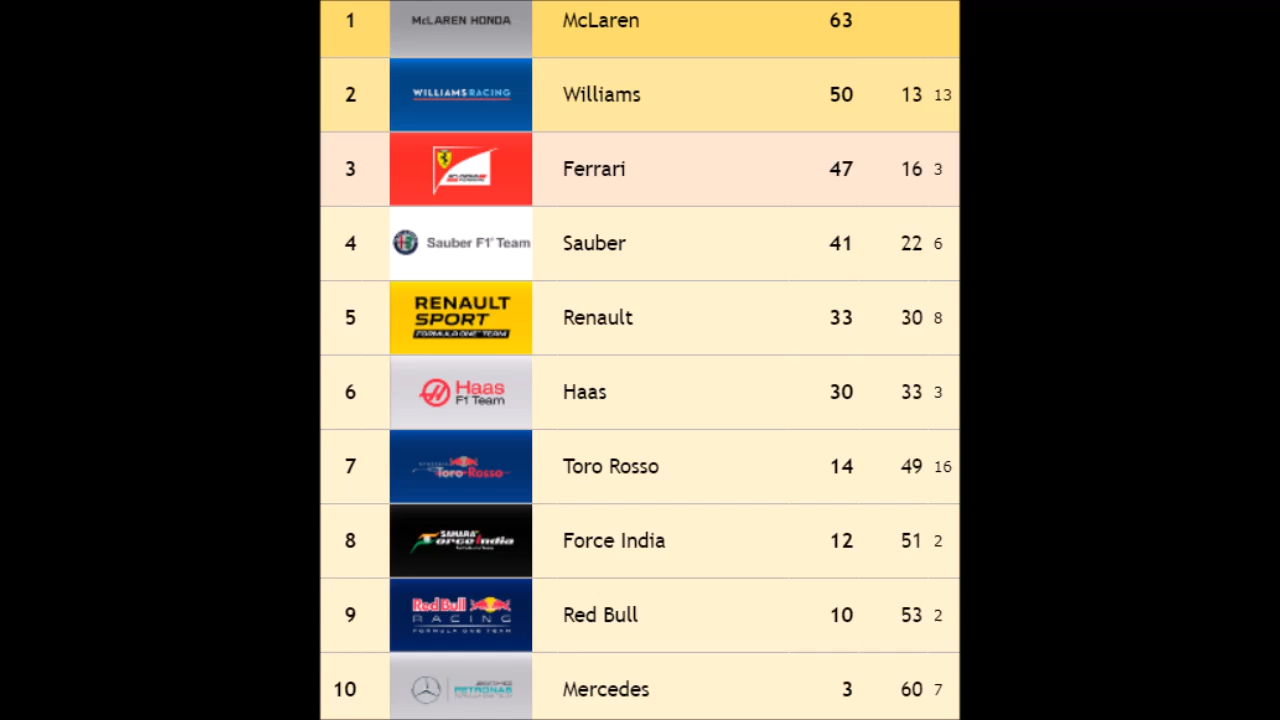 1 McLAREN HONDA McLaren 63
2 WILLIAMS RACING Williams 50 13 13
3 Ferrari 47 16 3
4 Sauber F1 Team Sauber 41 22 6
5 RENAULT
SPORT
FORMULA ONE TEAM
Renault 33 30 8
6 Haas
F1 Team
Haas 30 33 3
7 Toro Rosso Toro Rosso 14 49 16
8 SAHARA
Force India
Force India 12 51 2
9 Red Bull
RACING
FORMULA ONE TEAM
Red Bull 10 53 2
10 PETRONAS Mercedes 3 60 7